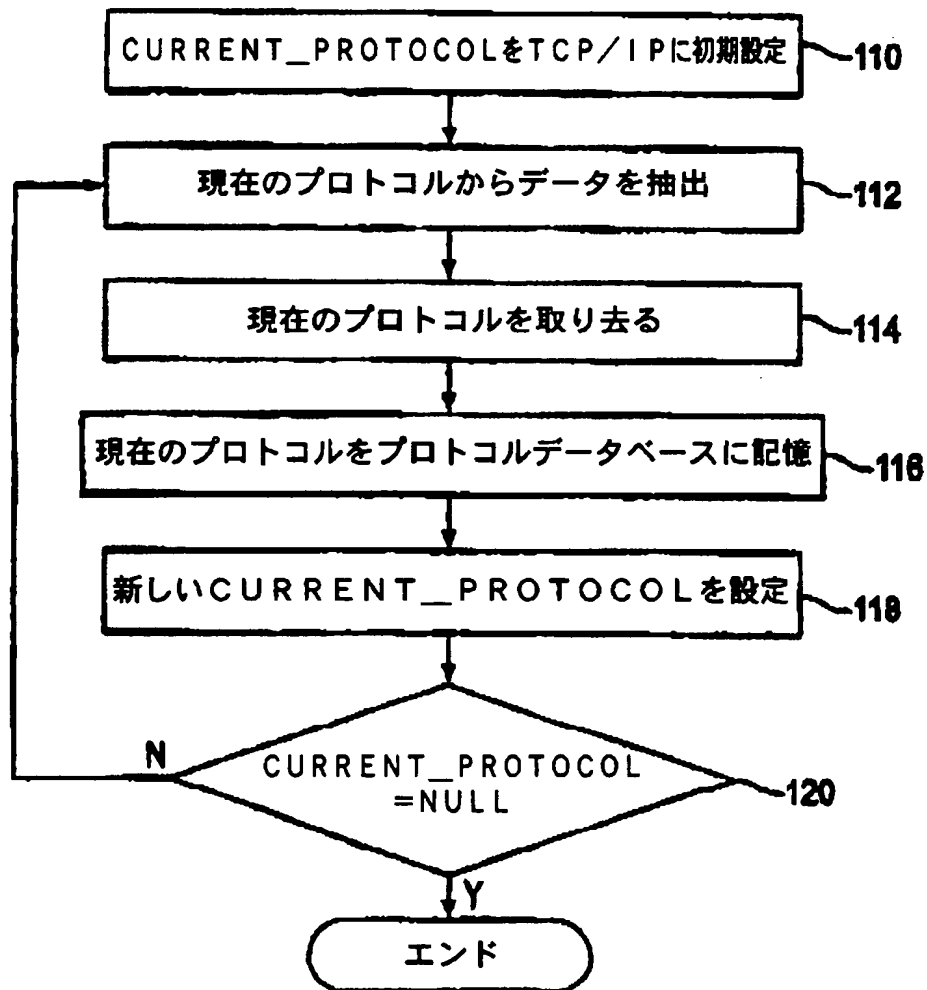 CURRENT_PROTOCOLをTCP/IPに初期設定
110
現在のプロトコルからデータを抽出
112
現在のプロトコルを取り去る
114
現在のプロトコルをプロトコルデータベースに記憶
116
新しいCURRENT_PROTOCOLを設定
118
N
CURRENT_PROTOCOL
=NULL
120
Y
エンド